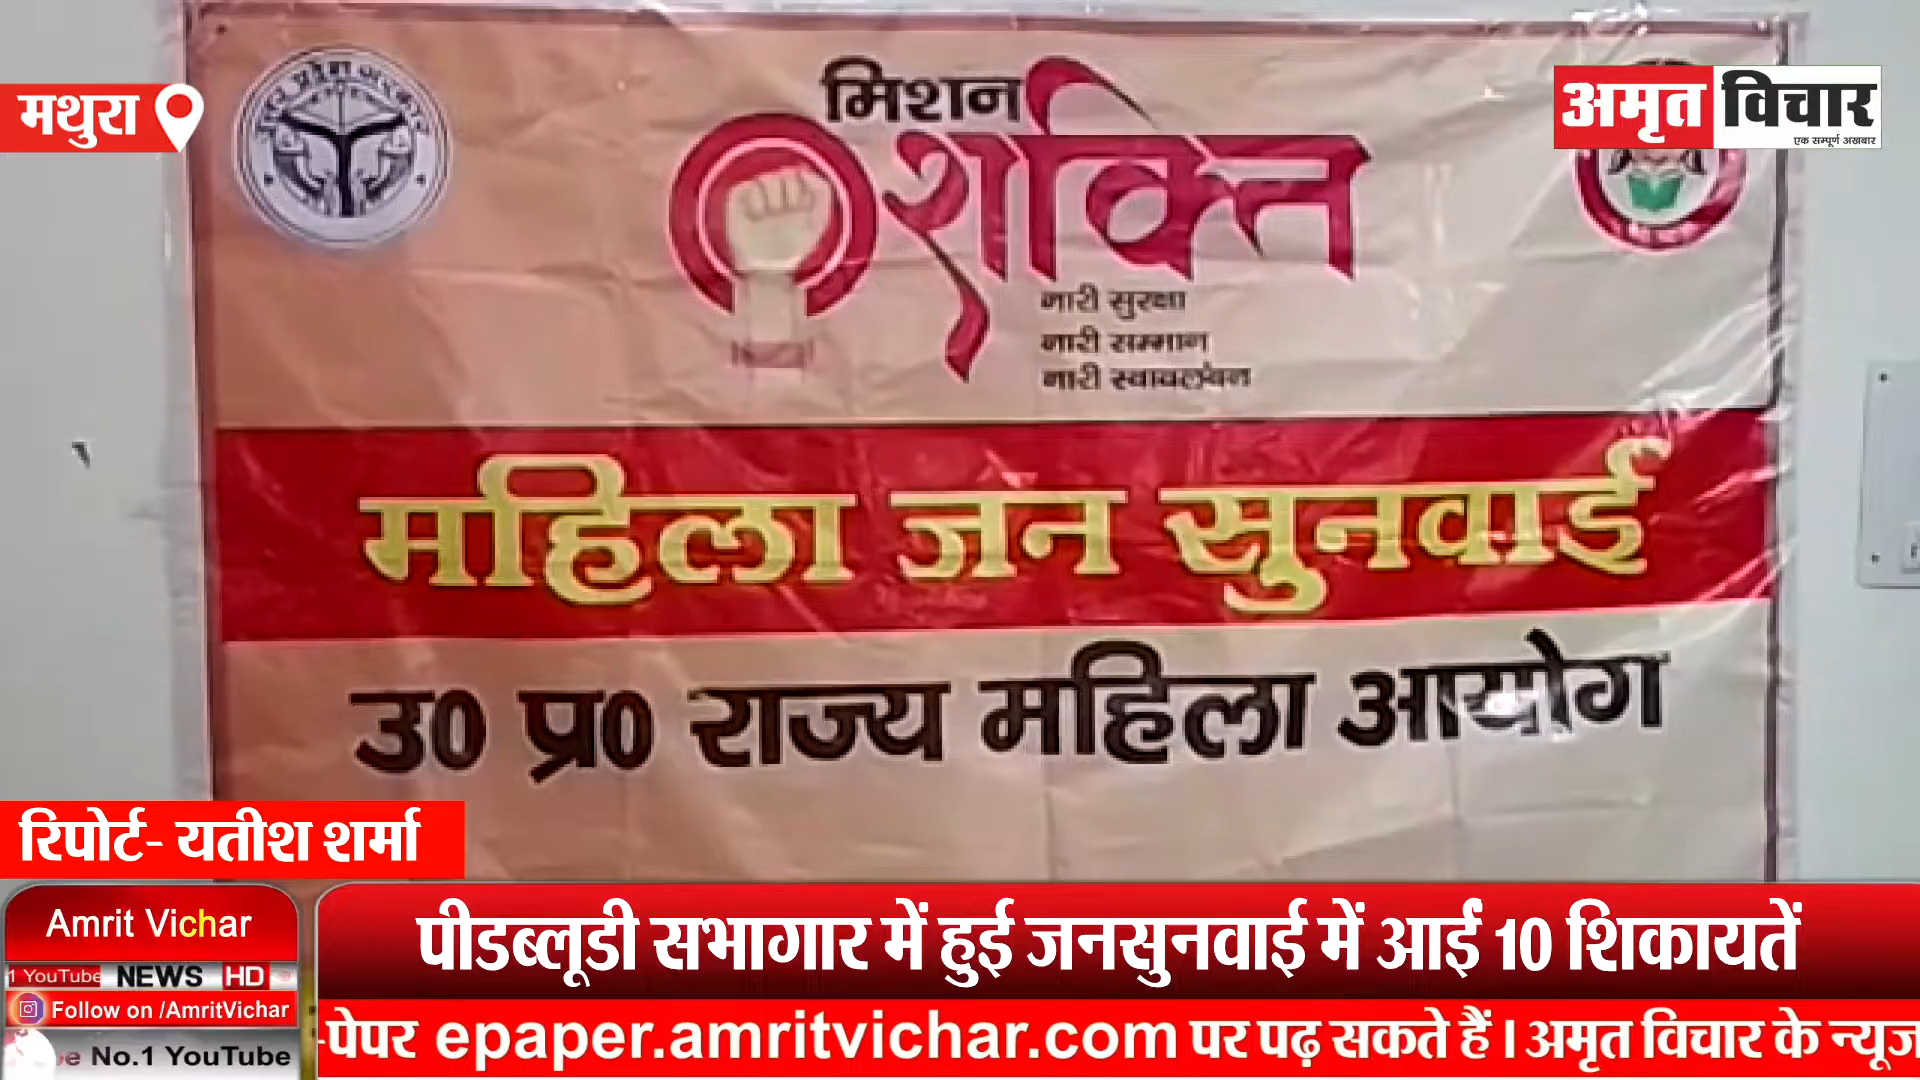 मथुरा
मिशन
शक्ति
नारी सुरक्षा
नारी सम्मान
नारी स्वावलंबन
अमृत विचार
एक सम्पूर्ण अखबार
महिला जन सुनवाई
उ0 प्र0 राज्य महिला आयोग
रिपोर्ट- यतीश शर्मा
Amrit Vichar
1 YouTube NEWS HD
Follow on /AmritVichar
No.1 YouTube
पीडब्लूडी सभागार में हुई जनसुनवाई में आईं 10 शिकायतें
-पेपर epaper.amritvichar.com पर पढ़ सकते हैं । अमृत विचार के न्यूज